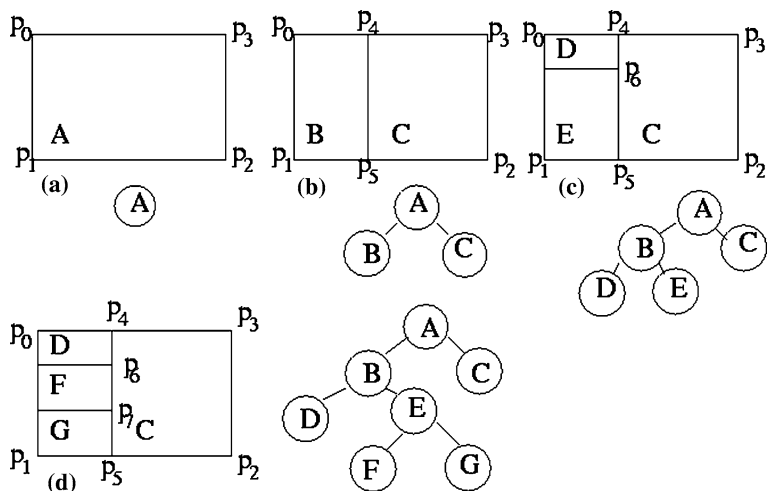 p0 p3 p0 p4 p3 p0 p4 p3
D
p6
A B C E C
p1 p2 p1 p5 p2 p1 p5 p2
(a) (b) (c)
A A A
B C B C
D E
p0 p4 p3
D p6 A
F B C
p7 D E
G C
p1 p5 p2 F G
(d)